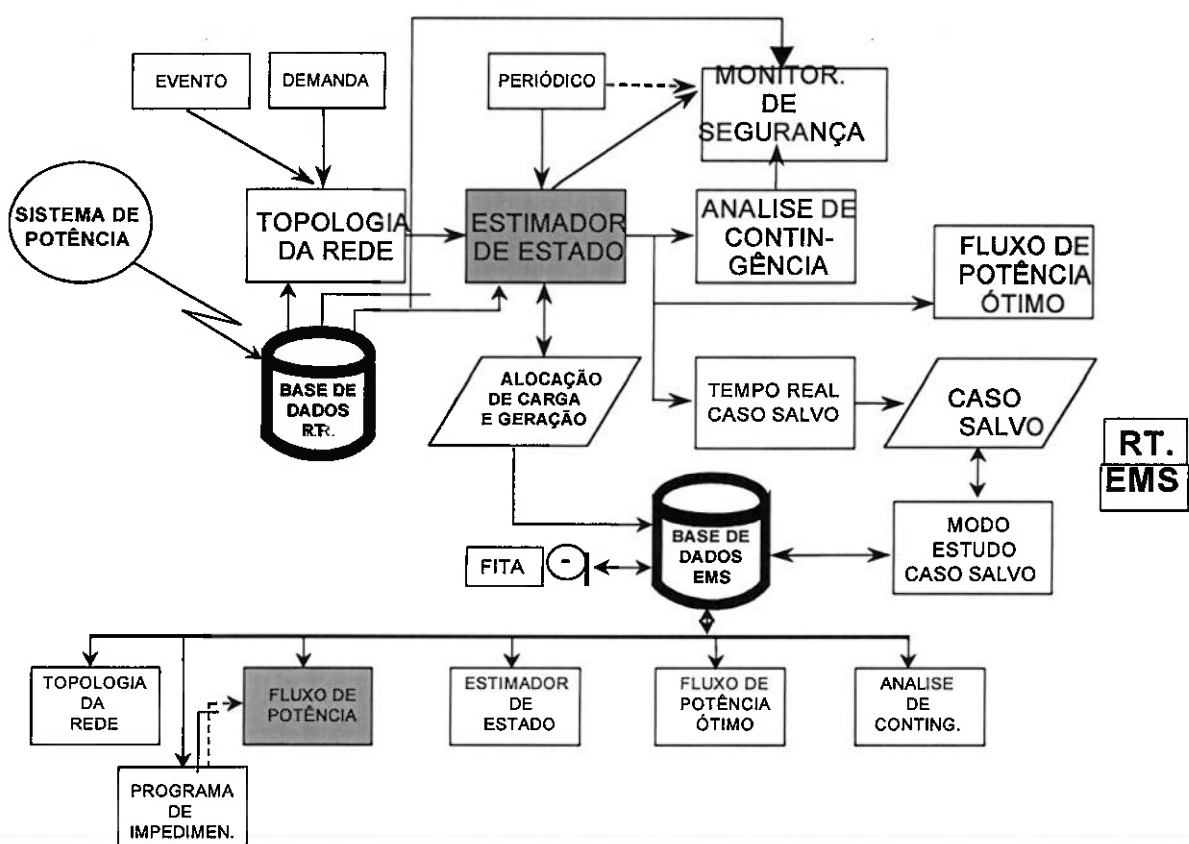 EVENTO
DEMANDA
PERIÓDICO
MONITOR.
DE
SEGURANÇA
SISTEMA DE
POTÊNCIA
TOPOLOGIA
DA REDE
ESTIMADOR
DE ESTADO
ANALISE DE
CONTIN-
GÊNCIA
FLUXO DE
POTÊNCIA
ÓTIMO
BASE DE
DADOS
ALOCAÇÃO
DE CARGA
E GERAÇÃO
TEMPO REAL
CASO SALVO
CASO
SALVO
RT.
EMS
BASE DE
DADOS
EMS
FITA
MODO
ESTUDO
CASO SALVO
TOPOLOGIA
DA
REDE
FLUXO DE
POTÊNCIA
ESTIMADOR
DE
ESTADO
FLUXO DE
POTÊNCIA
ÓTIMO
ANALISE
DE
CONTING.
PROGRAMA
DE
IMPEDIMEN.